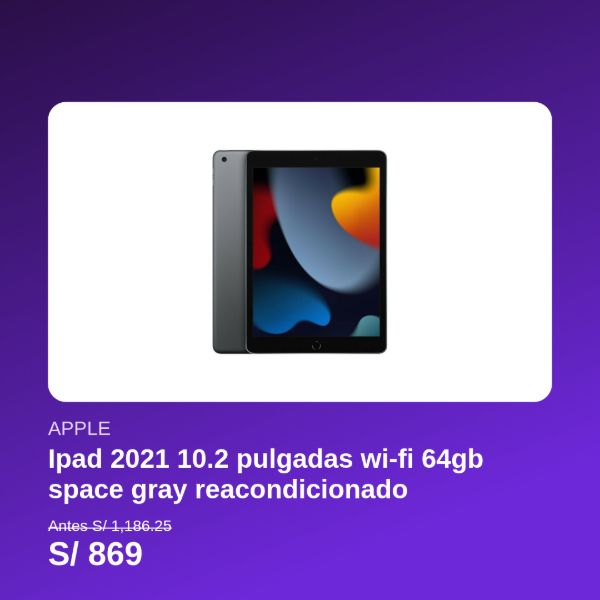 APPLE
Ipad 2021 10.2 pulgadas wi-fi 64gb
space gray reacondicionado
Antes S/ 1,186.25
S/ 869